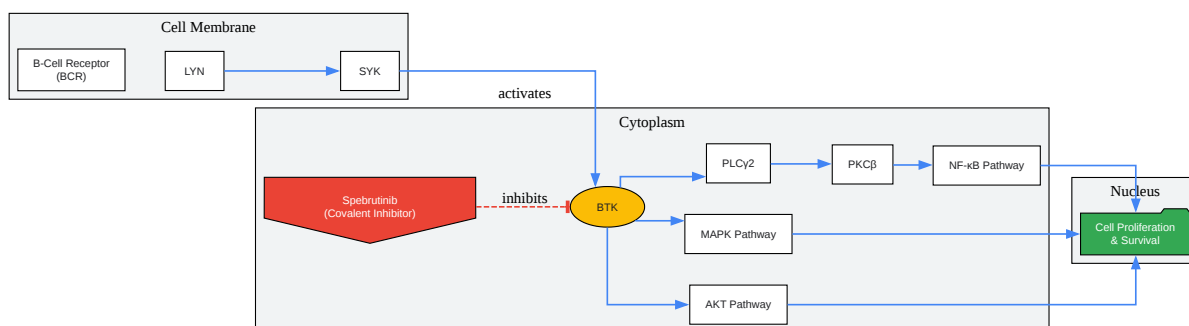 Cell Membrane
B-Cell Receptor
(BCR)
LYN
SYK
activates
Cytoplasm
PLCγ2
PKCβ
NF-κB Pathway
Nucleus
Spebrutinib
(Covalent Inhibitor)
inhibits
BTK
MAPK Pathway
Cell Proliferation
& Survival
AKT Pathway